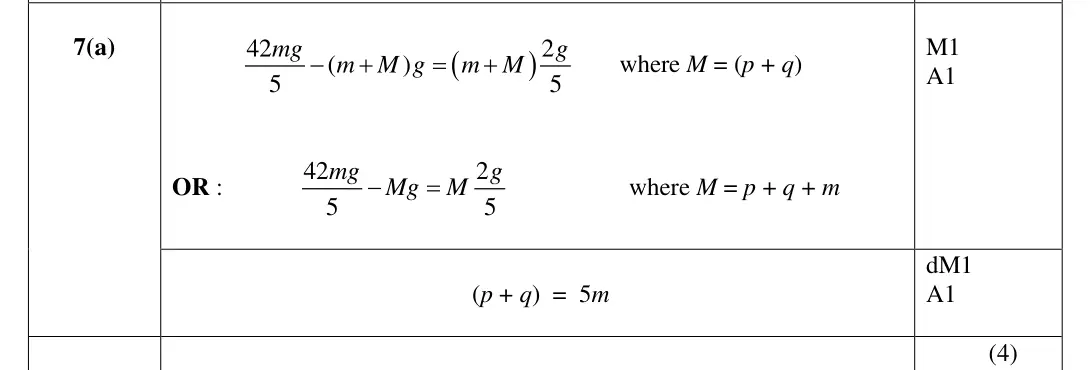 7(a)
42mg/5 − (m + M)g = (m + M) 2g/5 where M = (p + q)
M1
A1
OR : 42mg/5 − Mg = M 2g/5 where M = p + q + m
(p + q) = 5m
dM1
A1
(4)